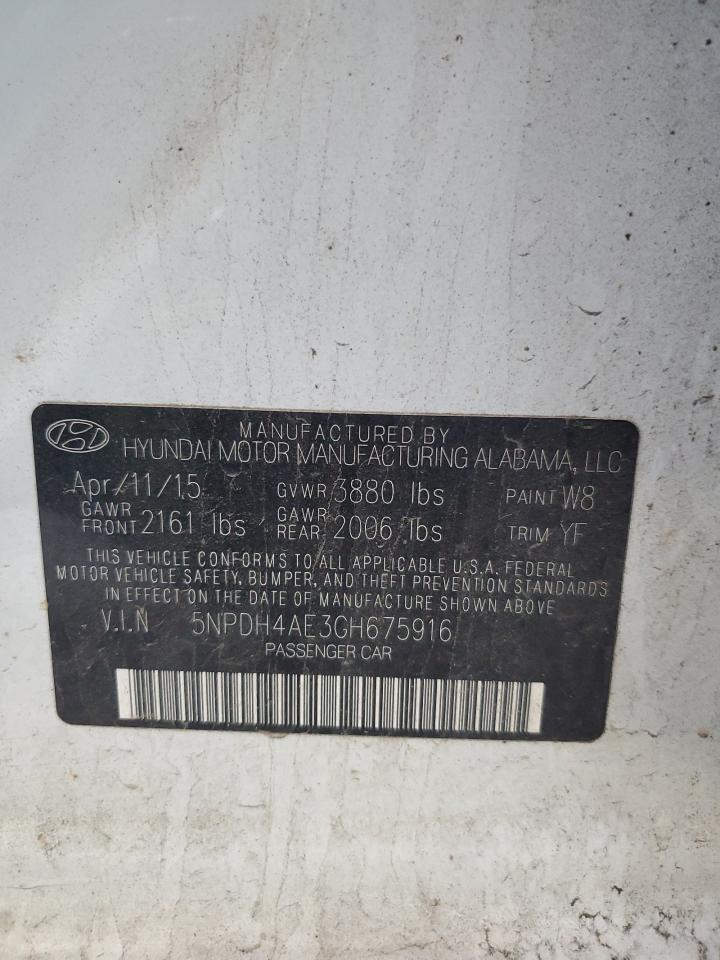 MANUFACTURED BY
HYUNDAI MOTOR MANUFACTURING ALABAMA, LLC
Apr/11/15 GVWR 3880 lbs PAINT W8
GAWR FRONT 2161 lbs GAWR REAR 2006 lbs TRIM YF
THIS VEHICLE CONFORMS TO ALL APPLICABLE U.S.A. FEDERAL
MOTOR VEHICLE SAFETY, BUMPER, AND THEFT PREVENTION STANDARDS
IN EFFECT ON THE DATE OF MANUFACTURE SHOWN ABOVE
V.I.N 5NPDH4AE3GH675916
PASSENGER CAR